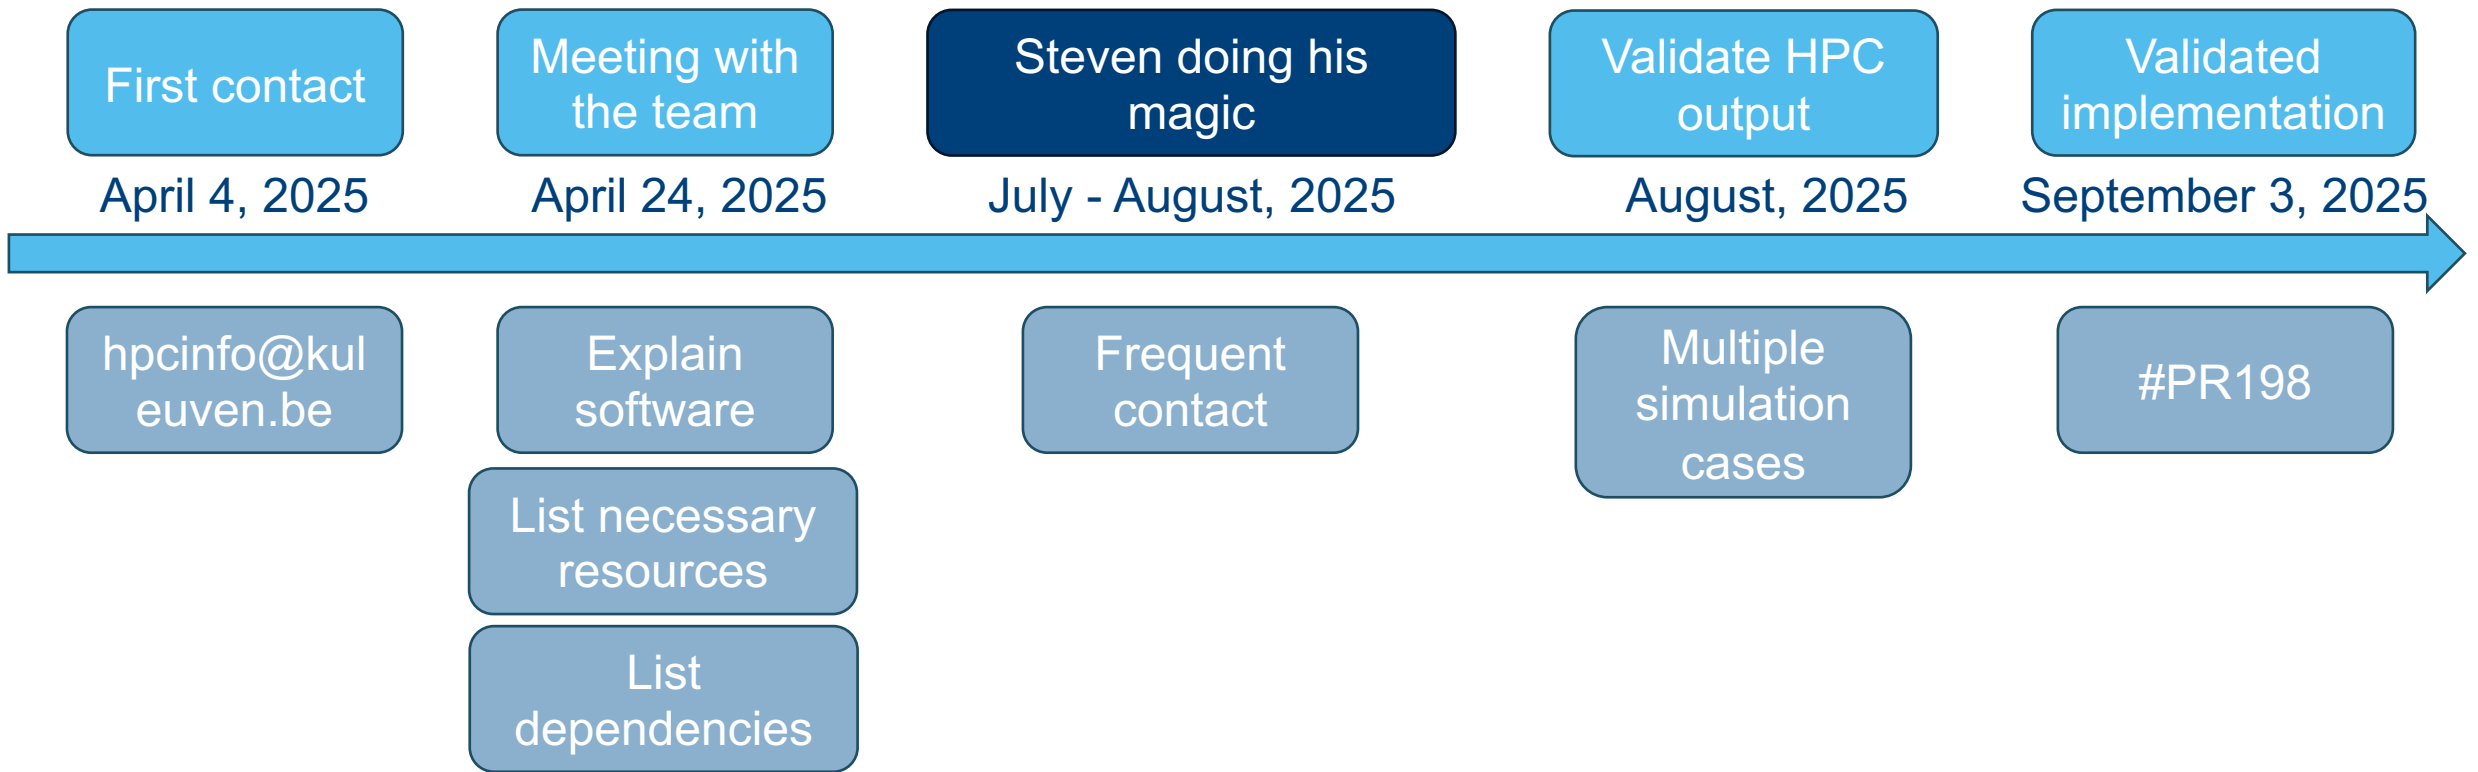 First contact
Meeting with
the team
Steven doing his
magic
Validate HPC
output
Validated
implementation
April 4, 2025
April 24, 2025
July - August, 2025
August, 2025
September 3, 2025
hpcinfo@kul
euven.be
Explain
software
Frequent
contact
Multiple
simulation
cases
#PR198
List necessary
resources
List
dependencies